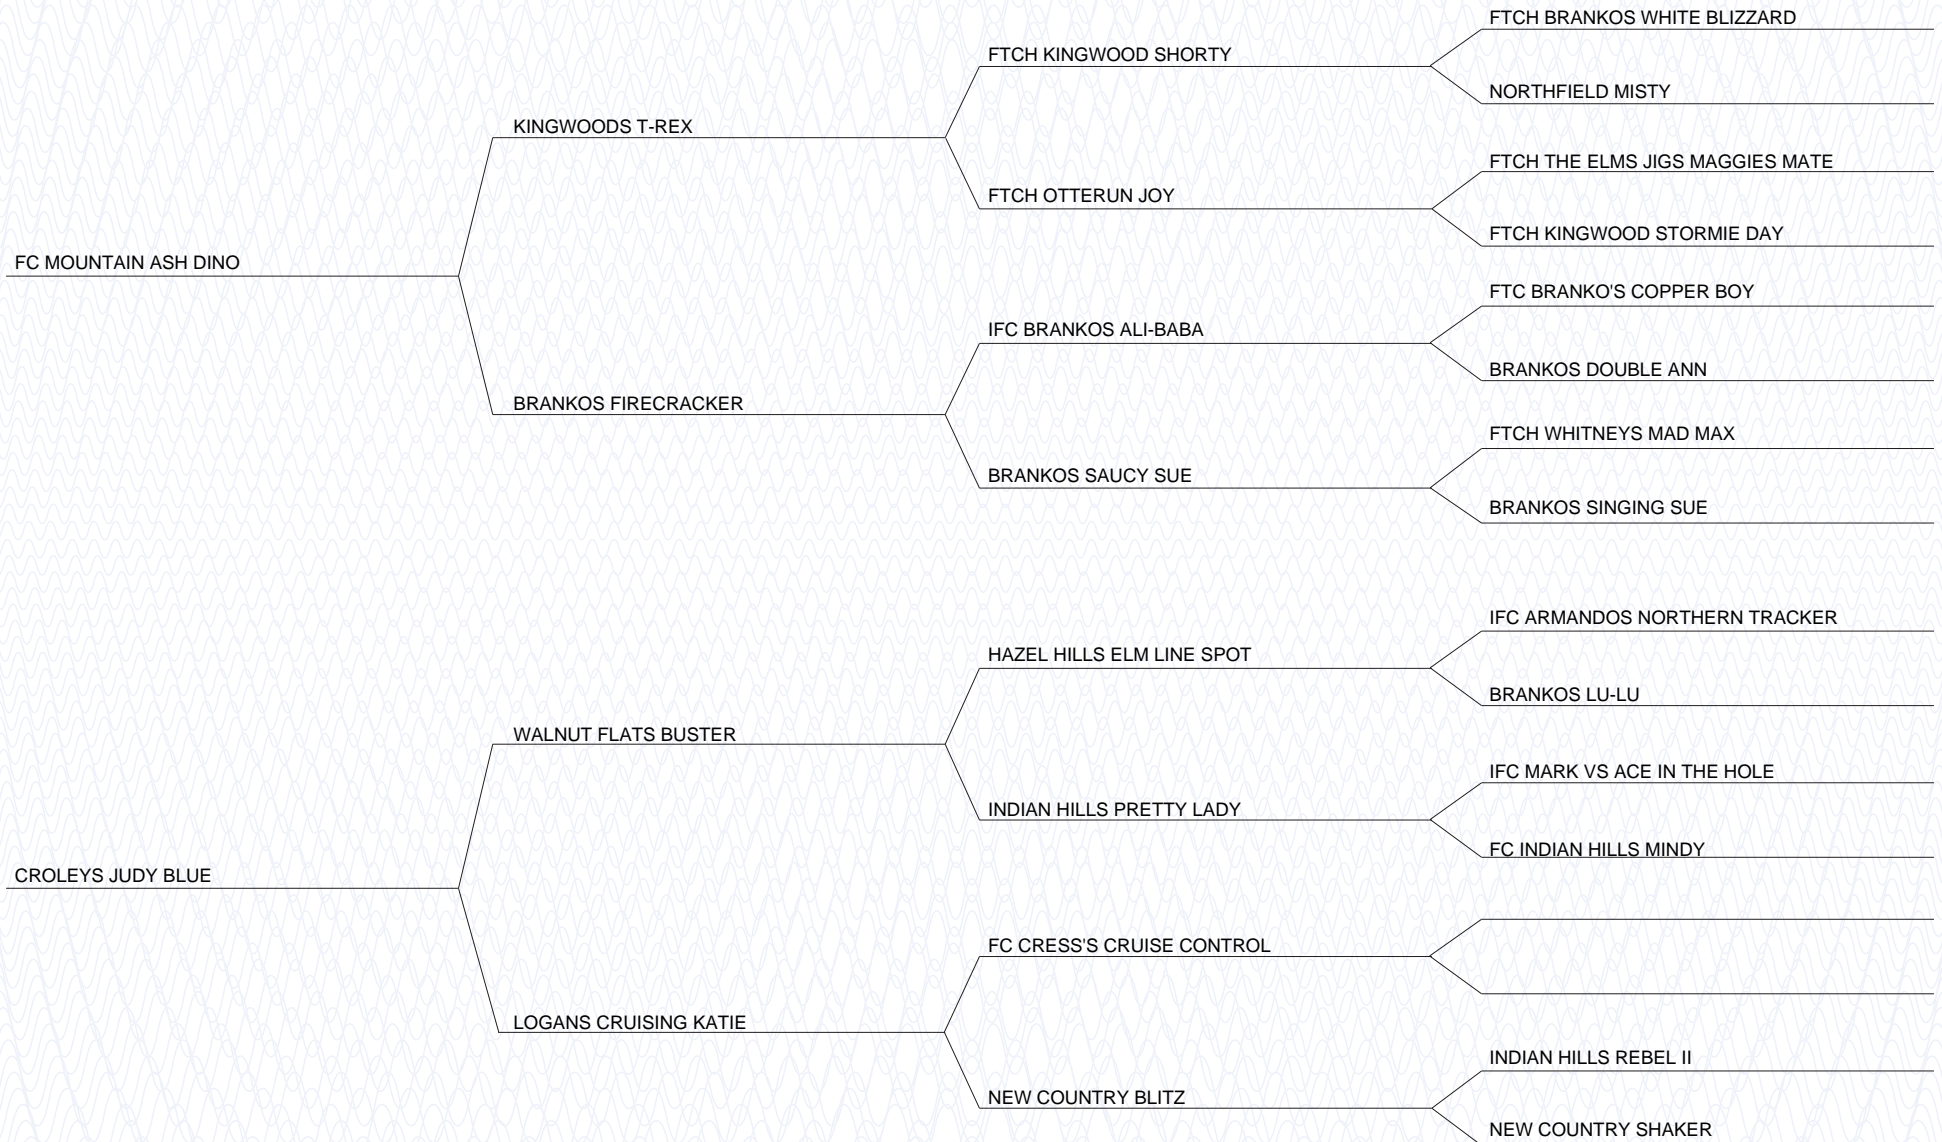 FTCH BRANKOS WHITE BLIZZARD
FTCH KINGWOOD SHORTY
NORTHFIELD MISTY
KINGWOODS T-REX
FTCH THE ELMS JIGS MAGGIES MATE
FTCH OTTERUN JOY
FTCH KINGWOOD STORMIE DAY
FC MOUNTAIN ASH DINO
FTC BRANKO'S COPPER BOY
IFC BRANKOS ALI-BABA
BRANKOS DOUBLE ANN
BRANKOS FIRECRACKER
FTCH WHITNEYS MAD MAX
BRANKOS SAUCY SUE
BRANKOS SINGING SUE
IFC ARMANDOS NORTHERN TRACKER
HAZEL HILLS ELM LINE SPOT
BRANKOS LU-LU
WALNUT FLATS BUSTER
IFC MARK VS ACE IN THE HOLE
INDIAN HILLS PRETTY LADY
FC INDIAN HILLS MINDY
CROLEYS JUDY BLUE
FC CRESS'S CRUISE CONTROL
LOGANS CRUISING KATIE
INDIAN HILLS REBEL II
NEW COUNTRY BLITZ
NEW COUNTRY SHAKER